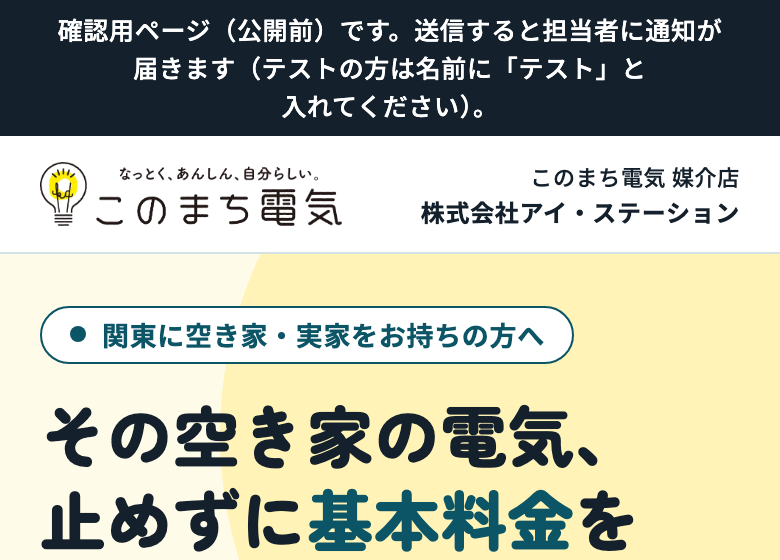 確認用ページ（公開前）です。送信すると担当者に通知が
届きます（テストの方は名前に「テスト」と
入れてください）。
なっとく、あんしん、自分らしい。
このまち電気
このまち電気 媒介店
株式会社アイ・ステーション
関東に空き家・実家をお持ちの方へ
その空き家の電気、
止めずに基本料金を